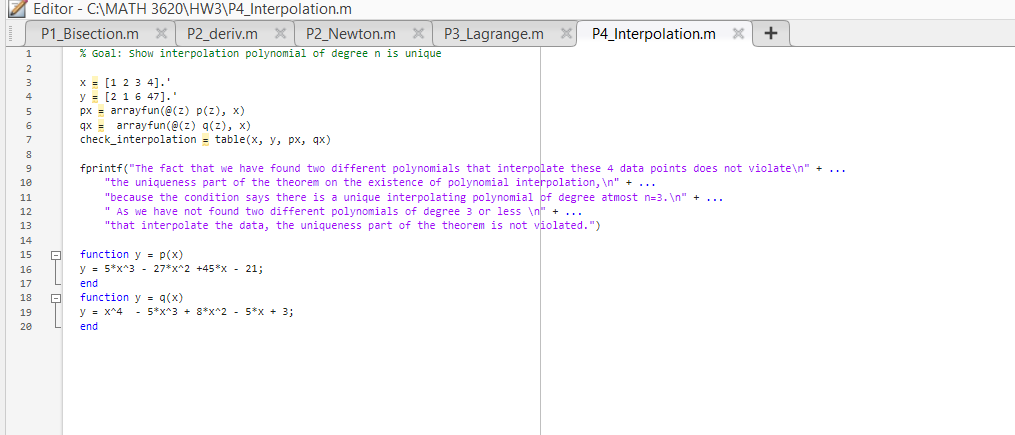 Editor - C:\MATH 3620\HW3\P4_Interpolation.m
P1_Bisection.m P2_deriv.m P2_Newton.m P3_Lagrange.m P4_Interpolation.m +
1 % Goal: Show interpolation polynomial of degree n is unique
2
3 x = [1 2 3 4].'
4 y = [2 1 6 47].'
5 px = arrayfun(@(z) p(z), x)
6 qx =  arrayfun(@(z) q(z), x)
7 check_interpolation = table(x, y, px, qx)
8
9 fprintf("The fact that we have found two different polynomials that interpolate these 4 data points does not violate\n" + ...
10 "the uniqueness part of the theorem on the existence of polynomial interpolation,\n" + ...
11 "because the condition says there is a unique interpolating polynomial of degree atmost n=3.\n" + ...
12 " As we have not found two different polynomials of degree 3 or less \n" + ...
13 "that interpolate the data, the uniqueness part of the theorem is not violated.")
14
15 function y = p(x)
16 y = 5*x^3 - 27*x^2 +45*x - 21;
17 end
18 function y = q(x)
19 y = x^4  - 5*x^3 + 8*x^2 - 5*x + 3;
20 end